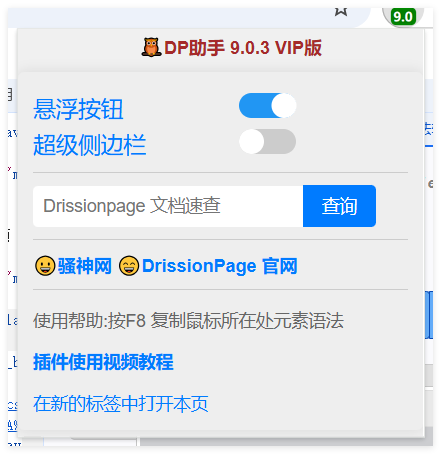 9.0
DP助手 9.0.3 VIP版
悬浮按钮
超级侧边栏
Drissionpage 文档速查
查询
骚神网 DrissionPage 官网
使用帮助:按F8 复制鼠标所在处元素语法
插件使用视频教程
在新的标签中打开本页